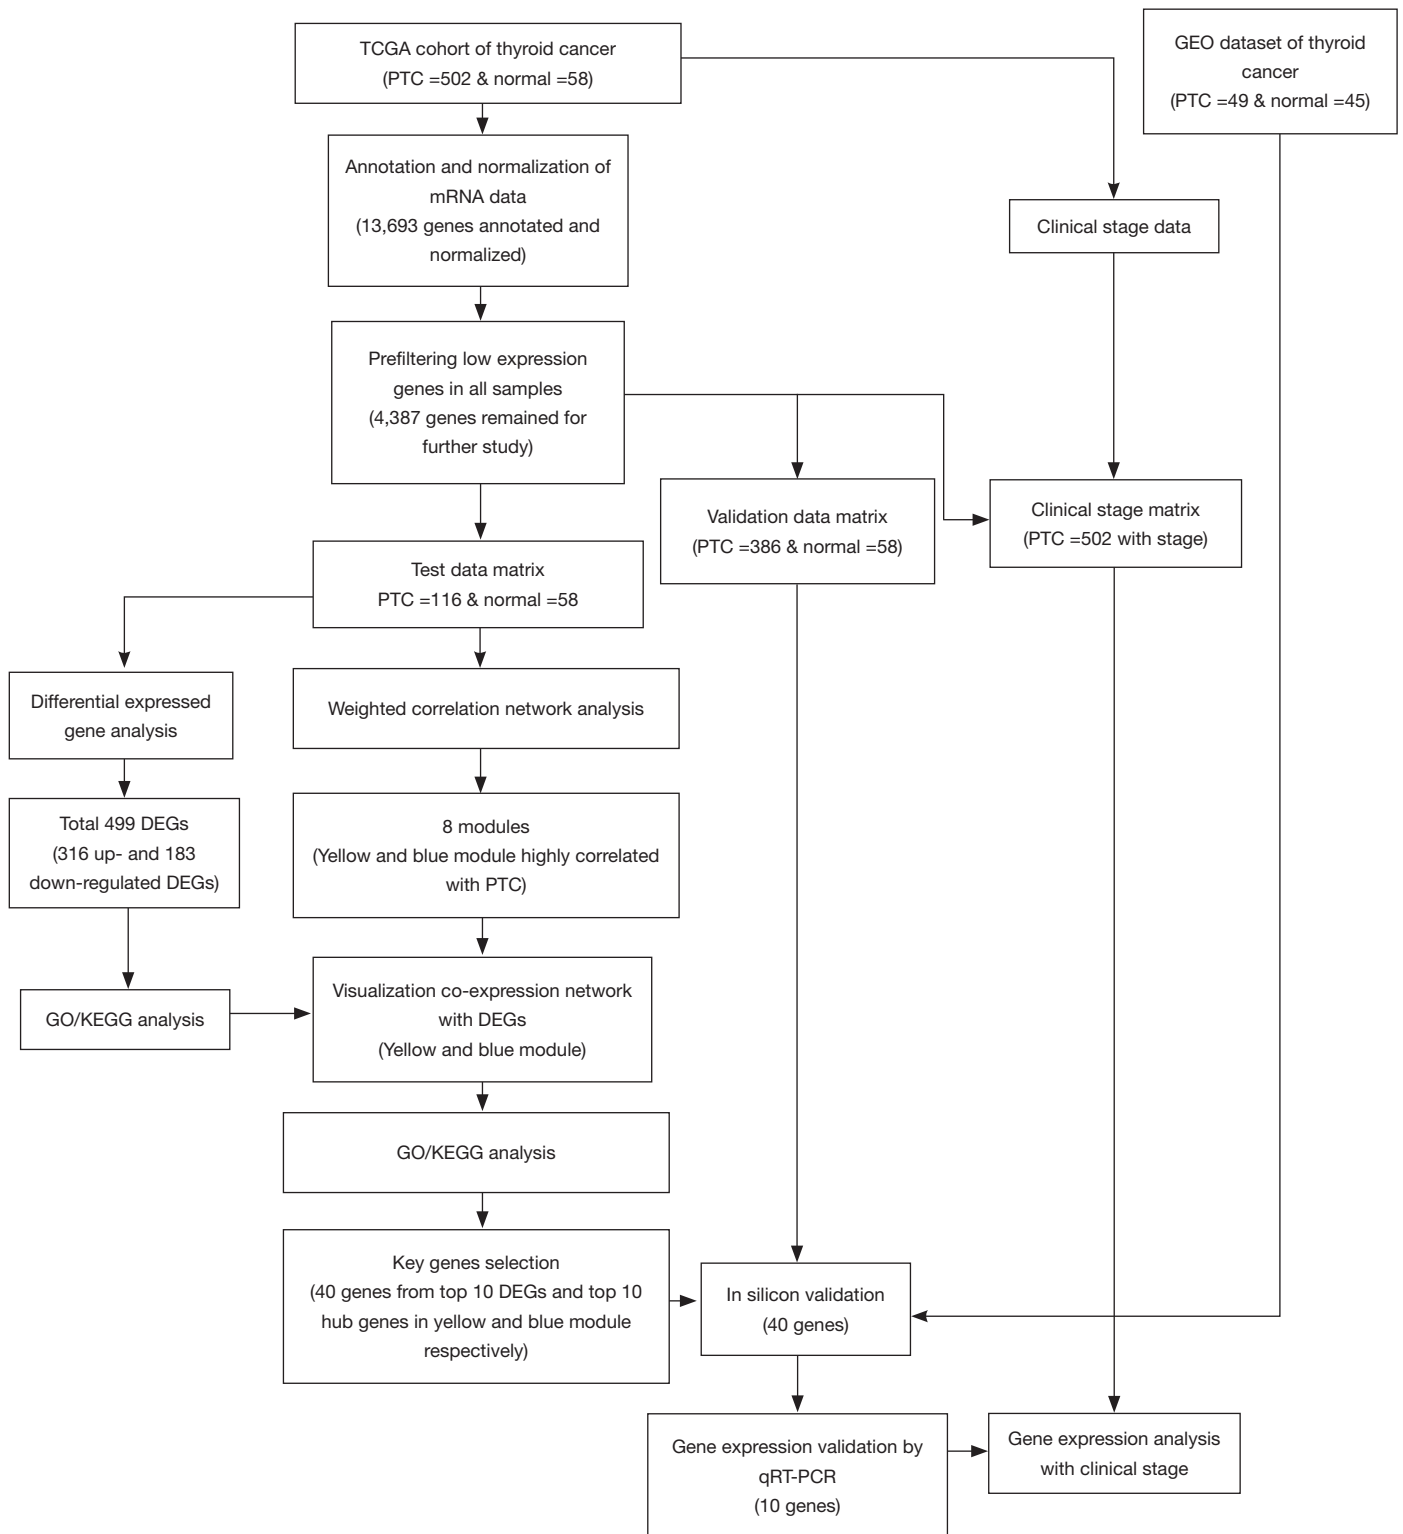 TCGA cohort of thyroid cancer
(PTC =502 & normal =58)
GEO dataset of thyroid
cancer
(PTC =49 & normal =45)
Annotation and normalization of
mRNA data
(13,693 genes annotated and
normalized)
Clinical stage data
Prefiltering low expression
genes in all samples
(4,387 genes remained for
further study)
Validation data matrix
(PTC =386 & normal =58)
Clinical stage matrix
(PTC =502 with stage)
Test data matrix
PTC =116 & normal =58
Differential expressed
gene analysis
Weighted correlation network analysis
Total 499 DEGs
(316 up- and 183
down-regulated DEGs)
8 modules
(Yellow and blue module highly correlated
with PTC)
GO/KEGG analysis
Visualization co-expression network
with DEGs
(Yellow and blue module)
GO/KEGG analysis
Key genes selection
(40 genes from top 10 DEGs and top 10
hub genes in yellow and blue module
respectively)
In silicon validation
(40 genes)
Gene expression validation by
qRT-PCR
(10 genes)
Gene expression analysis
with clinical stage